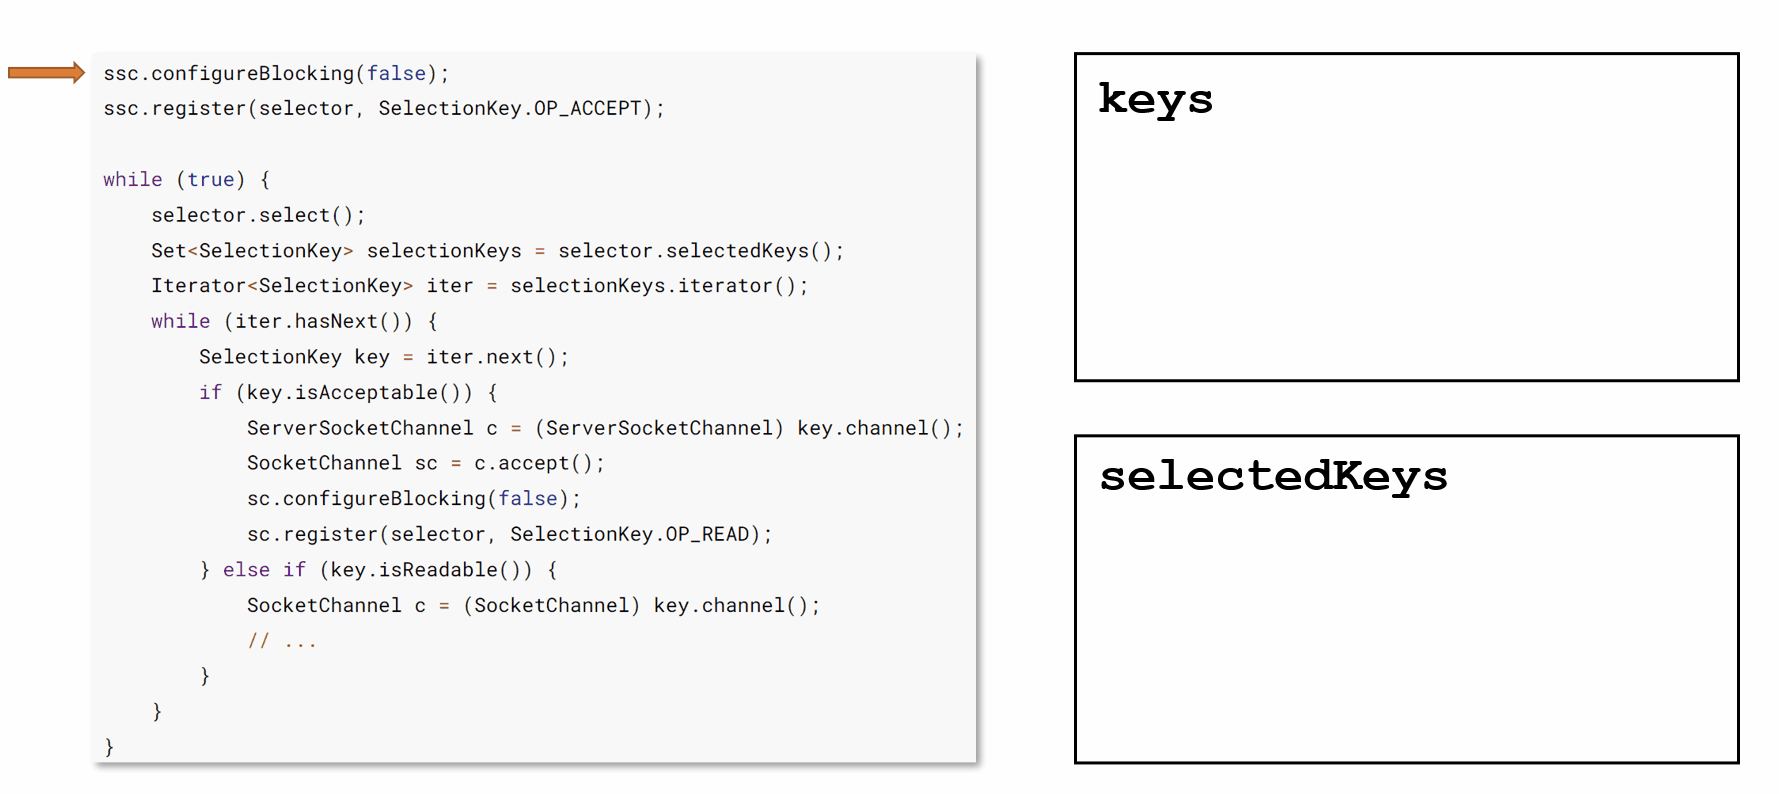 ssc.configureBlocking(false);
ssc.register(selector, SelectionKey.OP_ACCEPT);
while (true) {
selector.select();
Set<SelectionKey> selectionKeys = selector.selectedKeys();
Iterator<SelectionKey> iter = selectionKeys.iterator();
while (iter.hasNext()) {
SelectionKey key = iter.next();
if (key.isAcceptable()) {
ServerSocketChannel c = (ServerSocketChannel) key.channel();
SocketChannel sc = c.accept();
sc.configureBlocking(false);
sc.register(selector, SelectionKey.OP_READ);
} else if (key.isReadable()) {
SocketChannel c = (SocketChannel) key.channel();
// ...
}
}
}
keys
selectedKeys